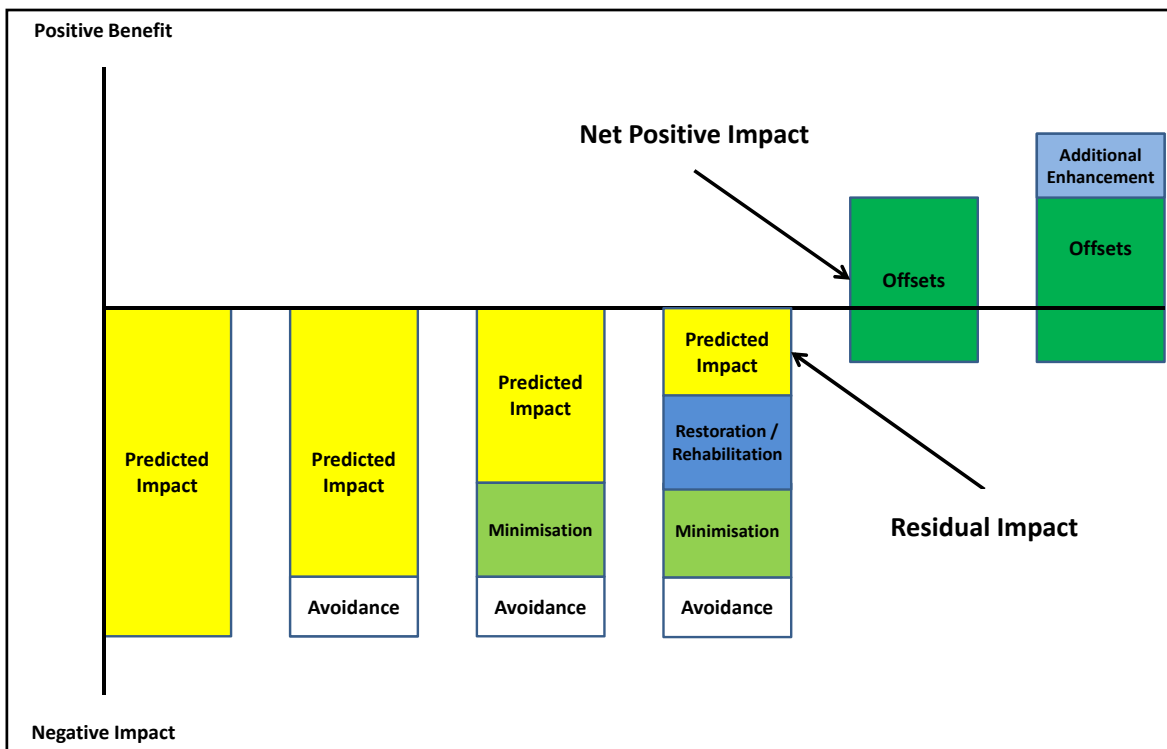 Positive Benefit
Net Positive Impact
Additional
Enhancement
Offsets
Offsets
Predicted
Impact
Predicted
Impact
Avoidance
Predicted
Impact
Minimisation
Avoidance
Predicted
Impact
Restoration /
Rehabilitation
Minimisation
Avoidance
Residual Impact
Negative Impact